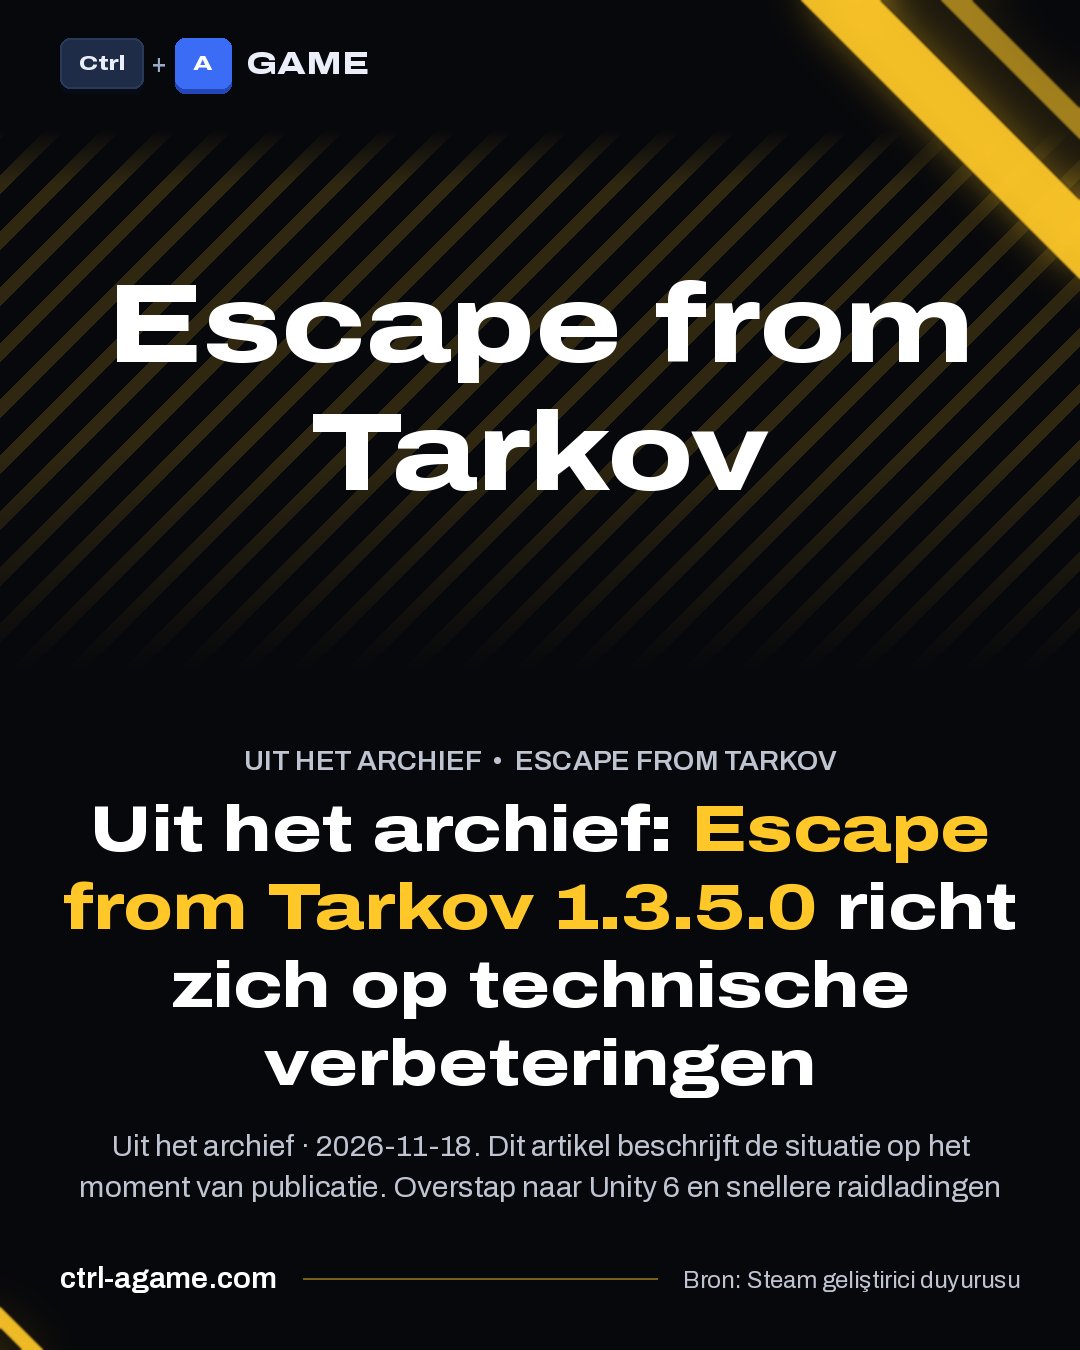 Ctrl + A GAME
Escape from
Tarkov
UIT HET ARCHIEF • ESCAPE FROM TARKOV
Uit het archief: Escape
from Tarkov 1.3.5.0 richt
zich op technische
verbeteringen
Uit het archief · 2026-11-18. Dit artikel beschrijft de situatie op het
moment van publicatie. Overstap naar Unity 6 en snellere raidladingen
ctrl-agame.com
Bron: Steam geliştirici duyurusu